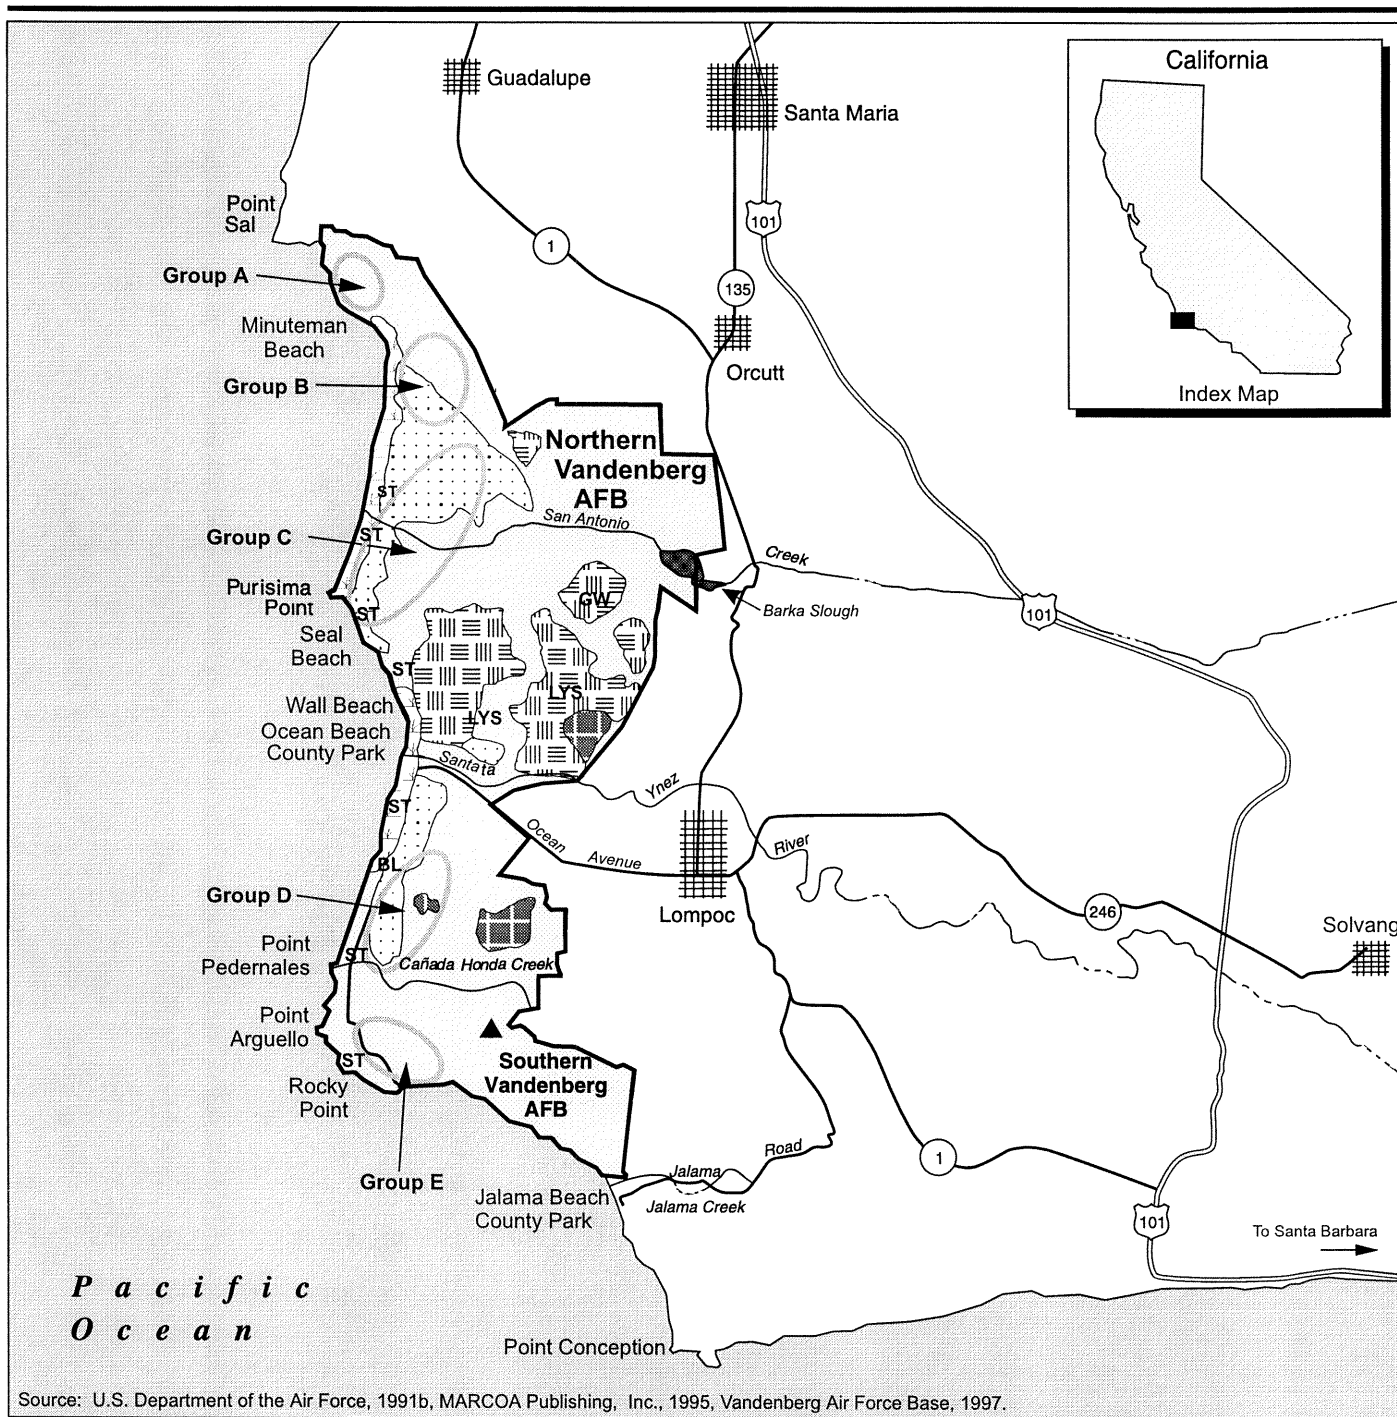 California
Index Map
Guadalupe
Santa Maria
101
1
135
Orcutt
Point
Sal
Group A
Minuteman
Beach
Group B
Northern
Vandenberg
AFB
ST
San Antonio
Group C
ST
Creek
Purisima
Point
GW
Barka Slough
101
ST
Seal
Beach
ST
LYS
Wall Beach
LYS
Ocean Beach
County Park
Santa ta
Ynez
ST
Ocean
Avenue
River
BL
Group D
Lompoc
246
Solvang
Point
Pedernales
ST
Cañada Honda Creek
Point
Arguello
ST
Southern
Vandenberg
AFB
Rocky
Point
Group E
Jalama
Road
1
Jalama Beach
County Park
Jalama Creek
101
To Santa Barbara
Pacific
Ocean
Point Conception
Source: U.S. Department of the Air Force, 1991b, MARCOA Publishing, Inc., 1995, Vandenberg Air Force Base, 1997.